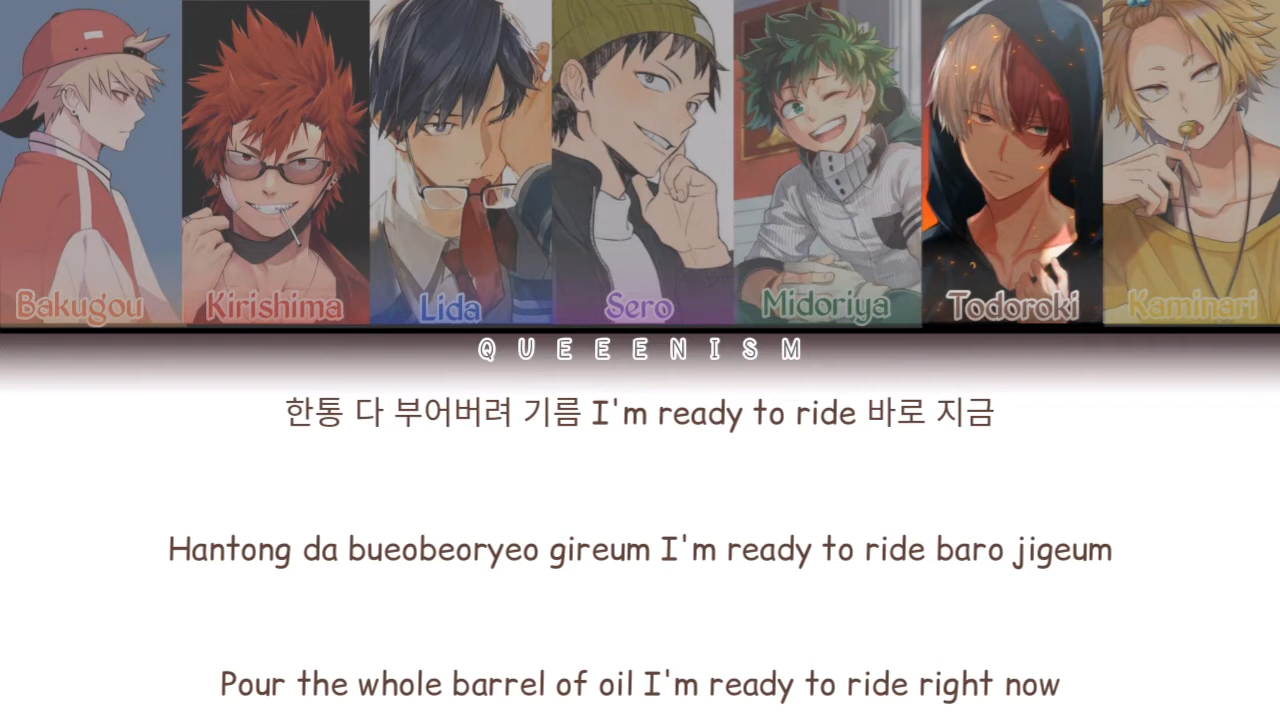 Bakugou Kirishima Lida Sero Midoriya Todoroki Kaminari
QUEEENISM
한통 다 부어버려 기름 I'm ready to ride 바로 지금
Hantong da bueobeoryeo gireum I'm ready to ride baro jigeum
Pour the whole barrel of oil I'm ready to ride right now